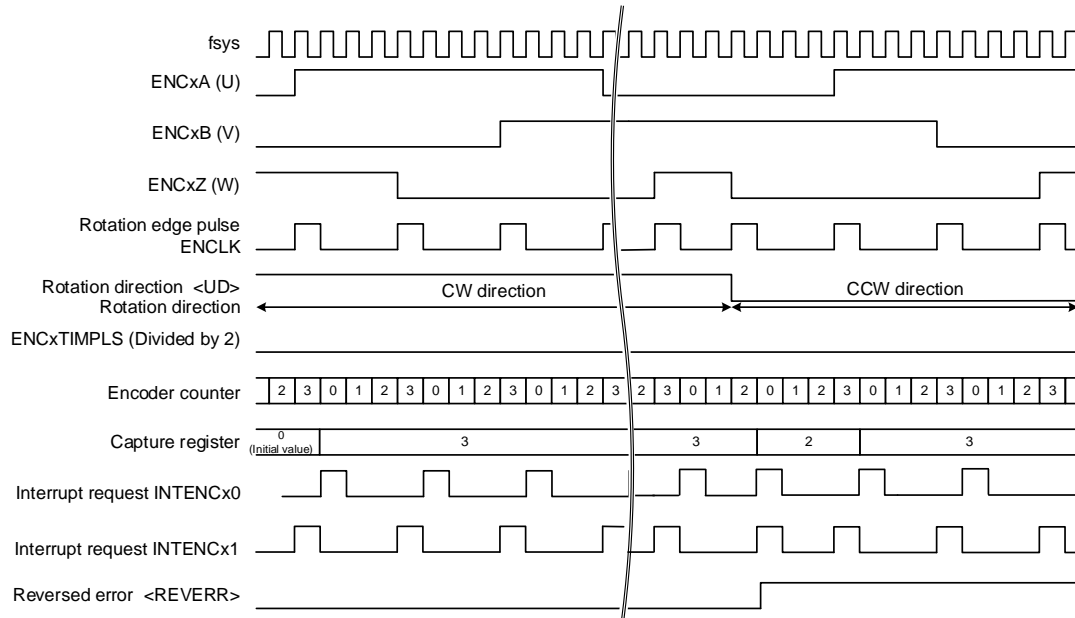 fsys
ENCxA (U)
ENCxB (V)
ENCxZ (W)
Rotation edge pulse
ENCLK
Rotation direction <UD>
Rotation direction
CW direction
CCW direction
ENCxTIMPLS (Divided by 2)
Encoder counter
2 3 0 1 2 3 0 1 2 3 0 1 2 3 2 3 0 1 2 0 1 2 3 0 1 2 3 0 1 2 3
Capture register
0
(Initial value)
3 3 2 3
Interrupt request INTENCx0
Interrupt request INTENCx1
Reversed error <REVERR>